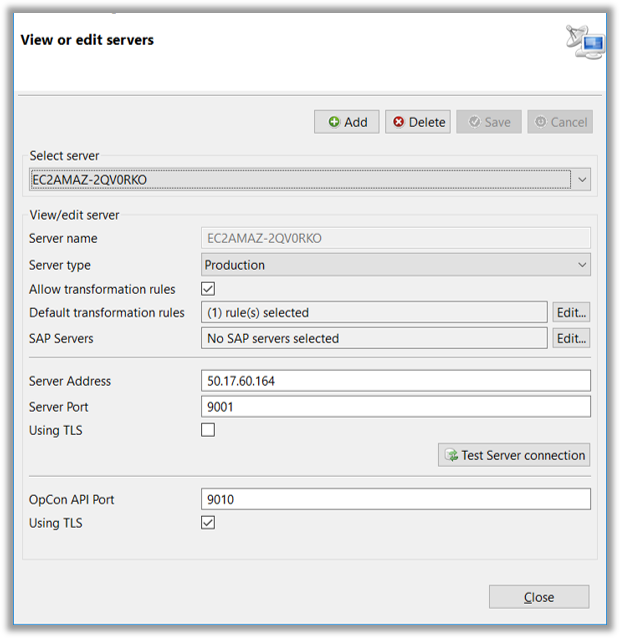 View or edit servers
Add Delete Save Cancel
Select server
EC2AMAZ-2QV0RKO
View/edit server
Server name EC2AMAZ-2QV0RKO
Server type Production
Allow transformation rules
Default transformation rules (1) rule(s) selected Edit...
SAP Servers No SAP servers selected Edit...
Server Address 50.17.60.164
Server Port 9001
Using TLS
Test Server connection
OpCon API Port 9010
Using TLS
Close